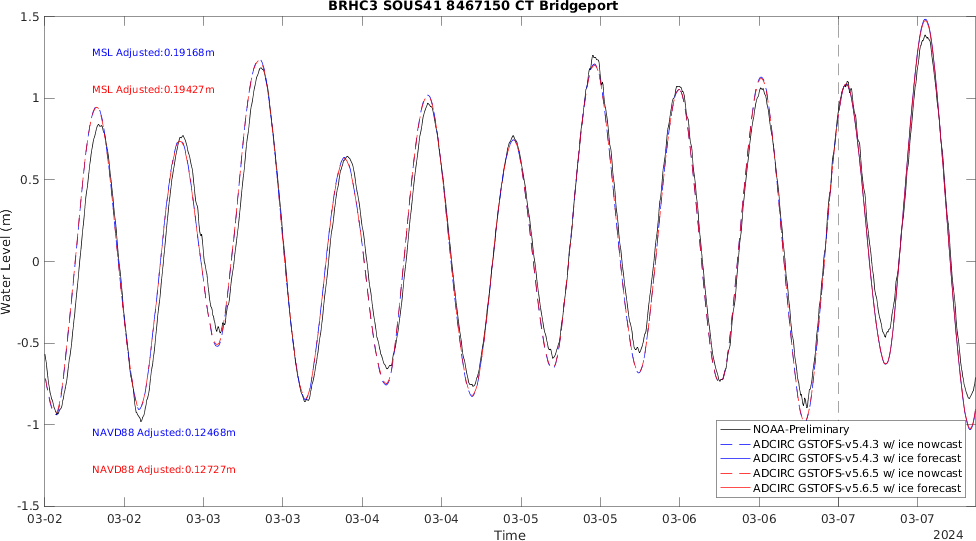 BRHC3 SOUS41 8467150 CT Bridgeport
1.5
MSL Adjusted:0.19168m
MSL Adjusted:0.19427m
1
0.5
0
-0.5
-1
-1.5
Water Level (m)
NAVD88 Adjusted:0.12468m
NAVD88 Adjusted:0.12727m
NOAA-Preliminary
ADCIRC GSTOFS-v5.4.3 w/ ice nowcast
ADCIRC GSTOFS-v5.4.3 w/ ice forecast
ADCIRC GSTOFS-v5.6.5 w/ ice nowcast
ADCIRC GSTOFS-v5.6.5 w/ ice forecast
03-02 03-02 03-03 03-03 03-04 03-04 03-05 03-05 03-06 03-06 03-07 03-07
Time
2024